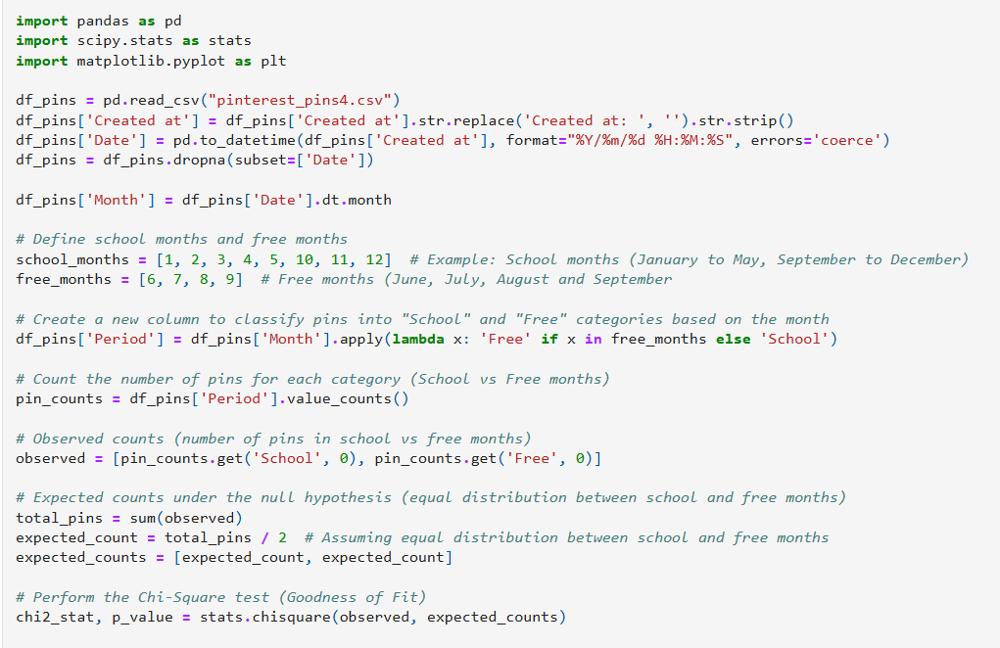 import pandas as pd
import scipy.stats as stats
import matplotlib.pyplot as plt
df_pins = pd.read_csv("pinterest_pins4.csv")
df_pins['Created at'] = df_pins['Created at'].str.replace('Created at: ', '').str.strip()
df_pins['Date'] = pd.to_datetime(df_pins['Created at'], format="%Y/%m/%d %H:%M:%S", errors='coerce')
df_pins = df_pins.dropna(subset=['Date'])
df_pins['Month'] = df_pins['Date'].dt.month
# Define school months and free months
school_months = [1, 2, 3, 4, 5, 10, 11, 12]  # Example: School months (January to May, September to December)
free_months = [6, 7, 8, 9]  # Free months (June, July, August and September
# Create a new column to classify pins into "School" and "Free" categories based on the month
df_pins['Period'] = df_pins['Month'].apply(lambda x: 'Free' if x in free_months else 'School')
# Count the number of pins for each category (School vs Free months)
pin_counts = df_pins['Period'].value_counts()
# Observed counts (number of pins in school vs free months)
observed = [pin_counts.get('School', 0), pin_counts.get('Free', 0)]
# Expected counts under the null hypothesis (equal distribution between school and free months)
total_pins = sum(observed)
expected_count = total_pins / 2  # Assuming equal distribution between school and free months
expected_counts = [expected_count, expected_count]
# Perform the Chi-Square test (Goodness of Fit)
chi2_stat, p_value = stats.chisquare(observed, expected_counts)